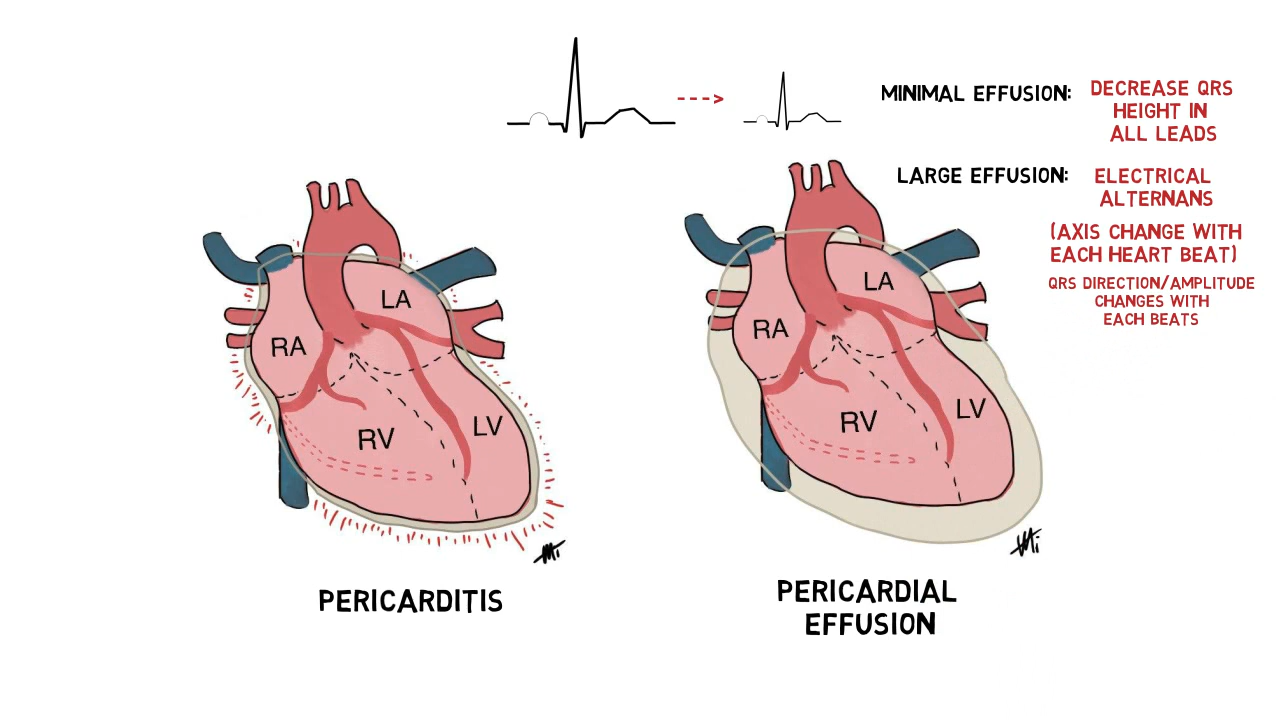 MINIMAL EFFUSION:
DECREASE QRS
HEIGHT IN
ALL LEADS
LARGE EFFUSION:
ELECTRICAL
ALTERNANS
(AXIS CHANGE WITH
EACH HEART BEAT)
QRS DIRECTION/AMPLITUDE
CHANGES WITH
EACH BEATS
LA
RA
RV
LV
LA
RA
RV
LV
PERICARDITIS
PERICARDIAL
EFFUSION